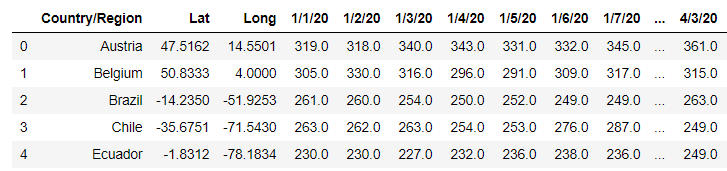 Country/Region Lat Long 1/1/20 1/2/20 1/3/20 1/4/20 1/5/20 1/6/20 1/7/20 ... 4/3/20
0 Austria 47.5162 14.5501 319.0 318.0 340.0 343.0 331.0 332.0 345.0 ... 361.0
1 Belgium 50.8333 4.0000 305.0 330.0 316.0 296.0 291.0 309.0 317.0 ... 315.0
2 Brazil -14.2350 -51.9253 261.0 260.0 254.0 250.0 252.0 249.0 249.0 ... 263.0
3 Chile -35.6751 -71.5430 263.0 262.0 263.0 254.0 253.0 276.0 287.0 ... 249.0
4 Ecuador -1.8312 -78.1834 230.0 230.0 227.0 232.0 236.0 238.0 236.0 ... 249.0